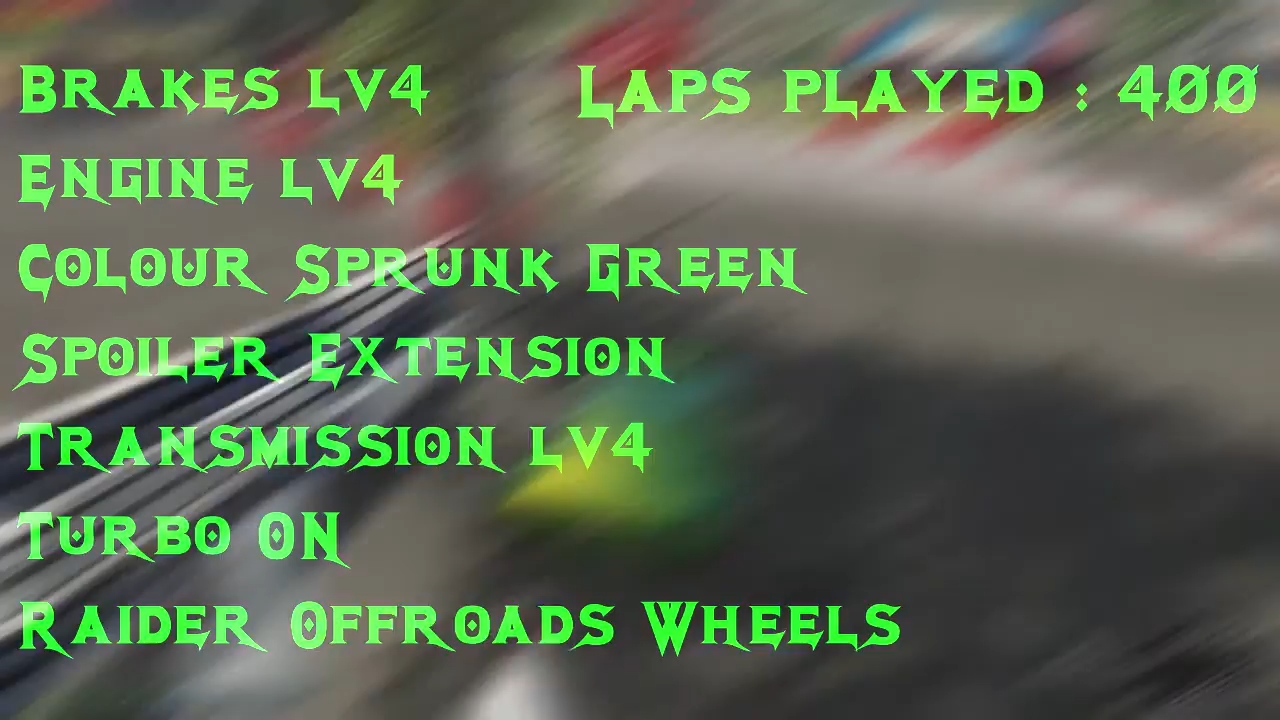 Brakes lv4
Laps played : 400
Engine lv4
Colour Sprunk Green
Spoiler Extension
Transmission lv4
Turbo ON
Raider Offroads Wheels